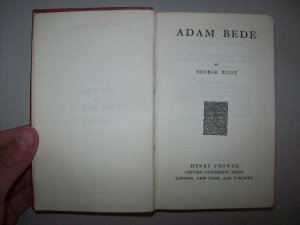 ADAM BEDE
BY
GEORGE ELIOT
HENRY FROWDE
OXFORD UNIVERSITY PRESS
LONDON, NEW YORK AND TORONTO